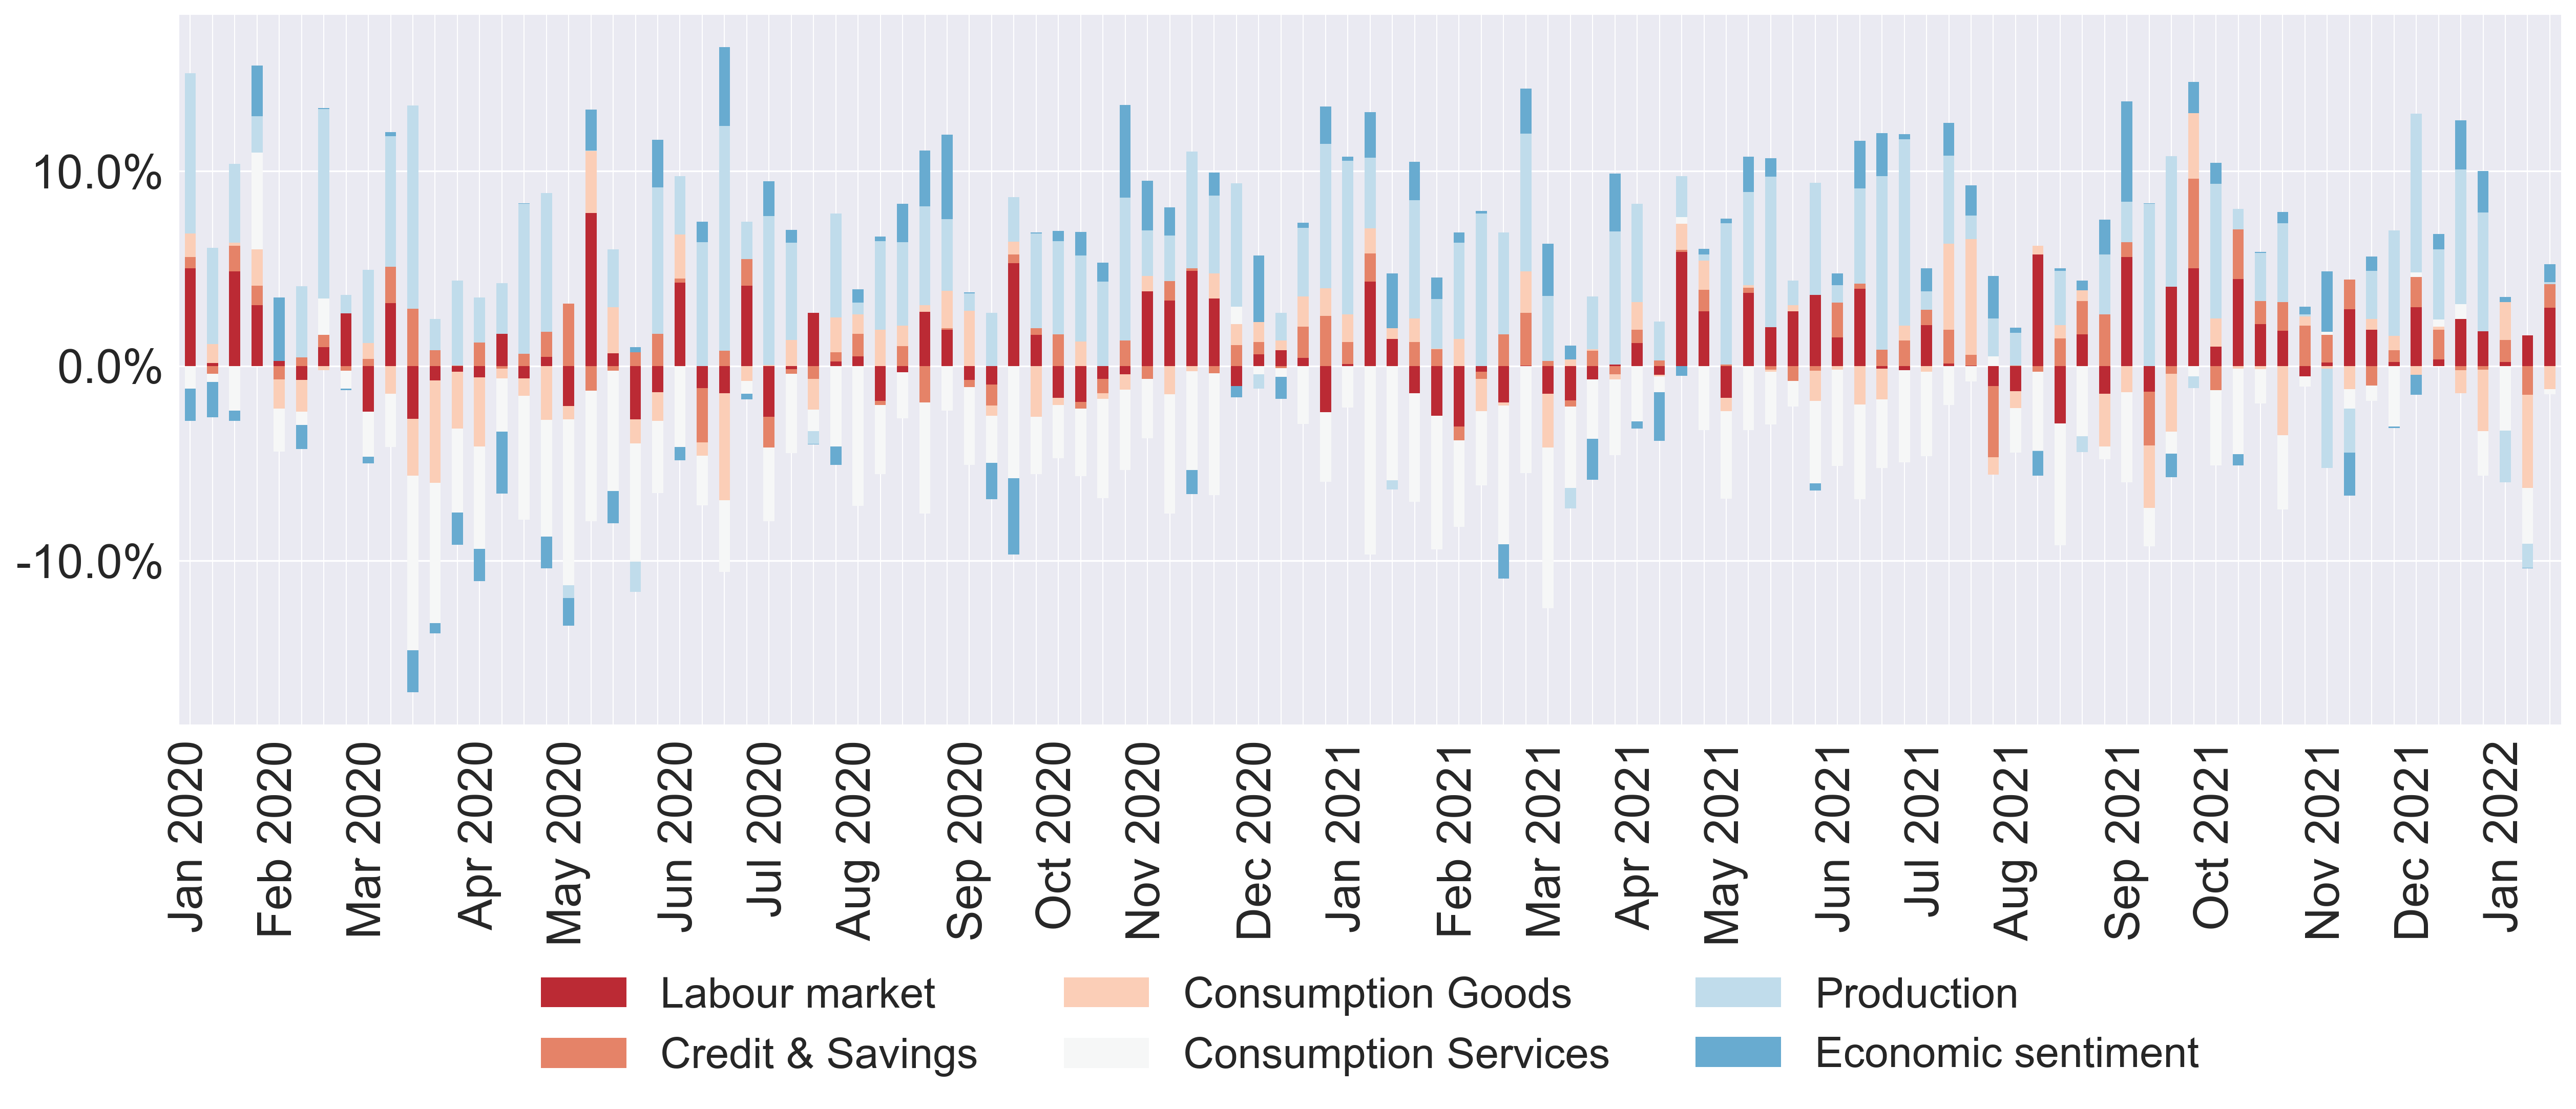 10.0%
0.0%
-10.0%
Jan 2020
Feb 2020
Mar 2020
Apr 2020
May 2020
Jun 2020
Jul 2020
Aug 2020
Sep 2020
Oct 2020
Nov 2020
Dec 2020
Jan 2021
Feb 2021
Mar 2021
Apr 2021
May 2021
Jun 2021
Jul 2021
Aug 2021
Sep 2021
Oct 2021
Nov 2021
Dec 2021
Jan 2022
Labour market
Consumption Goods
Production
Credit & Savings
Consumption Services
Economic sentiment